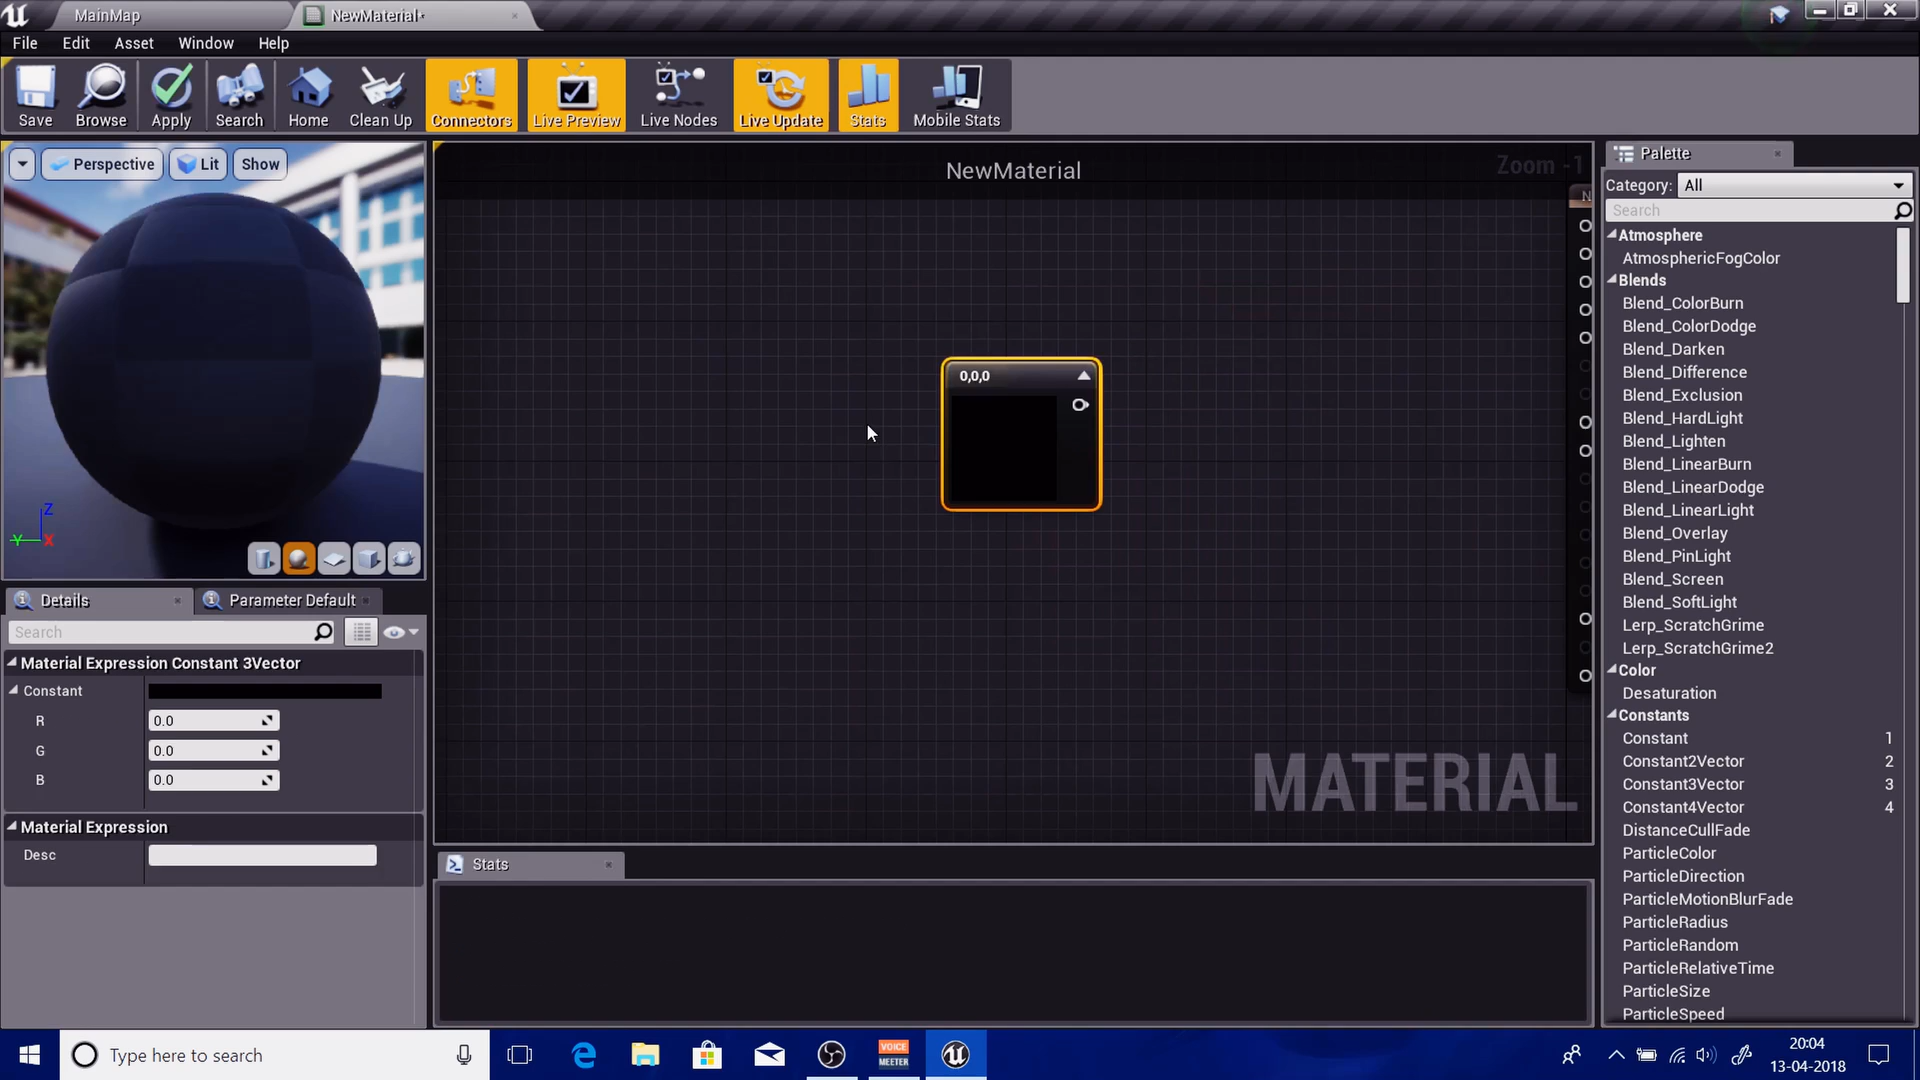 MainMap
NewMaterial*
File Edit Asset Window Help
Save Browse Apply Search Home Clean Up Connectors Live Preview Live Nodes Live Update Stats Mobile Stats
Perspective Lit Show
Z
Y X
Details
Parameter Default
Search
Material Expression Constant 3Vector
Constant
R 0.0
G 0.0
B 0.0
Material Expression
Desc
NewMaterial
Zoom -1
N
0,0,0
MATERIAL
Stats
Palette
Category: All
Search
Atmosphere
AtmosphericFogColor
Blends
Blend_ColorBurn
Blend_ColorDodge
Blend_Darken
Blend_Difference
Blend_Exclusion
Blend_HardLight
Blend_Lighten
Blend_LinearBurn
Blend_LinearDodge
Blend_LinearLight
Blend_Overlay
Blend_PinLight
Blend_Screen
Blend_SoftLight
Lerp_ScratchGrime
Lerp_ScratchGrime2
Color
Desaturation
Constants
Constant 1
Constant2Vector 2
Constant3Vector 3
Constant4Vector 4
DistanceCullFade
ParticleColor
ParticleDirection
ParticleMotionBlurFade
ParticleRadius
ParticleRandom
ParticleRelativeTime
ParticleSize
ParticleSpeed
Type here to search
VOICE
MEETER
20:04
13-04-2018